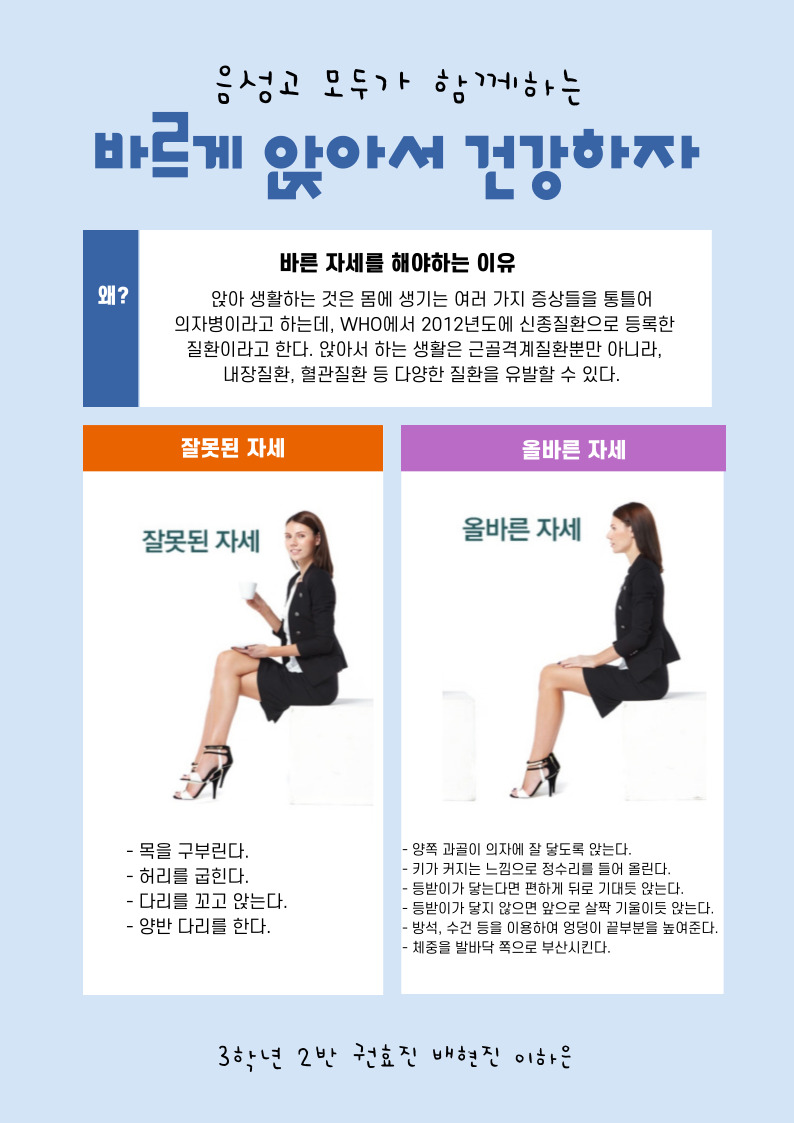 음성고 모두가 함께하는
바르게 앉아서 건강하자
왜?
바른 자세를 해야하는 이유
앉아 생활하는 것은 몸에 생기는 여러 가지 증상들을 통틀어
의자병이라고 하는데, WHO에서 2012년도에 신종질환으로 등록한
질환이라고 한다. 앉아서 하는 생활은 근골격계질환뿐만 아니라,
내장질환, 혈관질환 등 다양한 질환을 유발할 수 있다.
잘못된 자세
잘못된 자세
- 목을 구부린다.
- 허리를 굽힌다.
- 다리를 꼬고 앉는다.
- 양반 다리를 한다.
올바른 자세
올바른 자세
- 양쪽 과골이 의자에 잘 닿도록 앉는다.
- 키가 커지는 느낌으로 정수리를 들어 올린다.
- 등받이가 닿는다면 편하게 뒤로 기대듯 앉는다.
- 등받이가 닿지 않으면 앞으로 살짝 기울이듯 앉는다.
- 방석, 수건 등을 이용하여 엉덩이 끝부분을 높여준다.
- 체중을 발바닥 쪽으로 부산시킨다.
3학년 2반 권효진 배현진 이하은